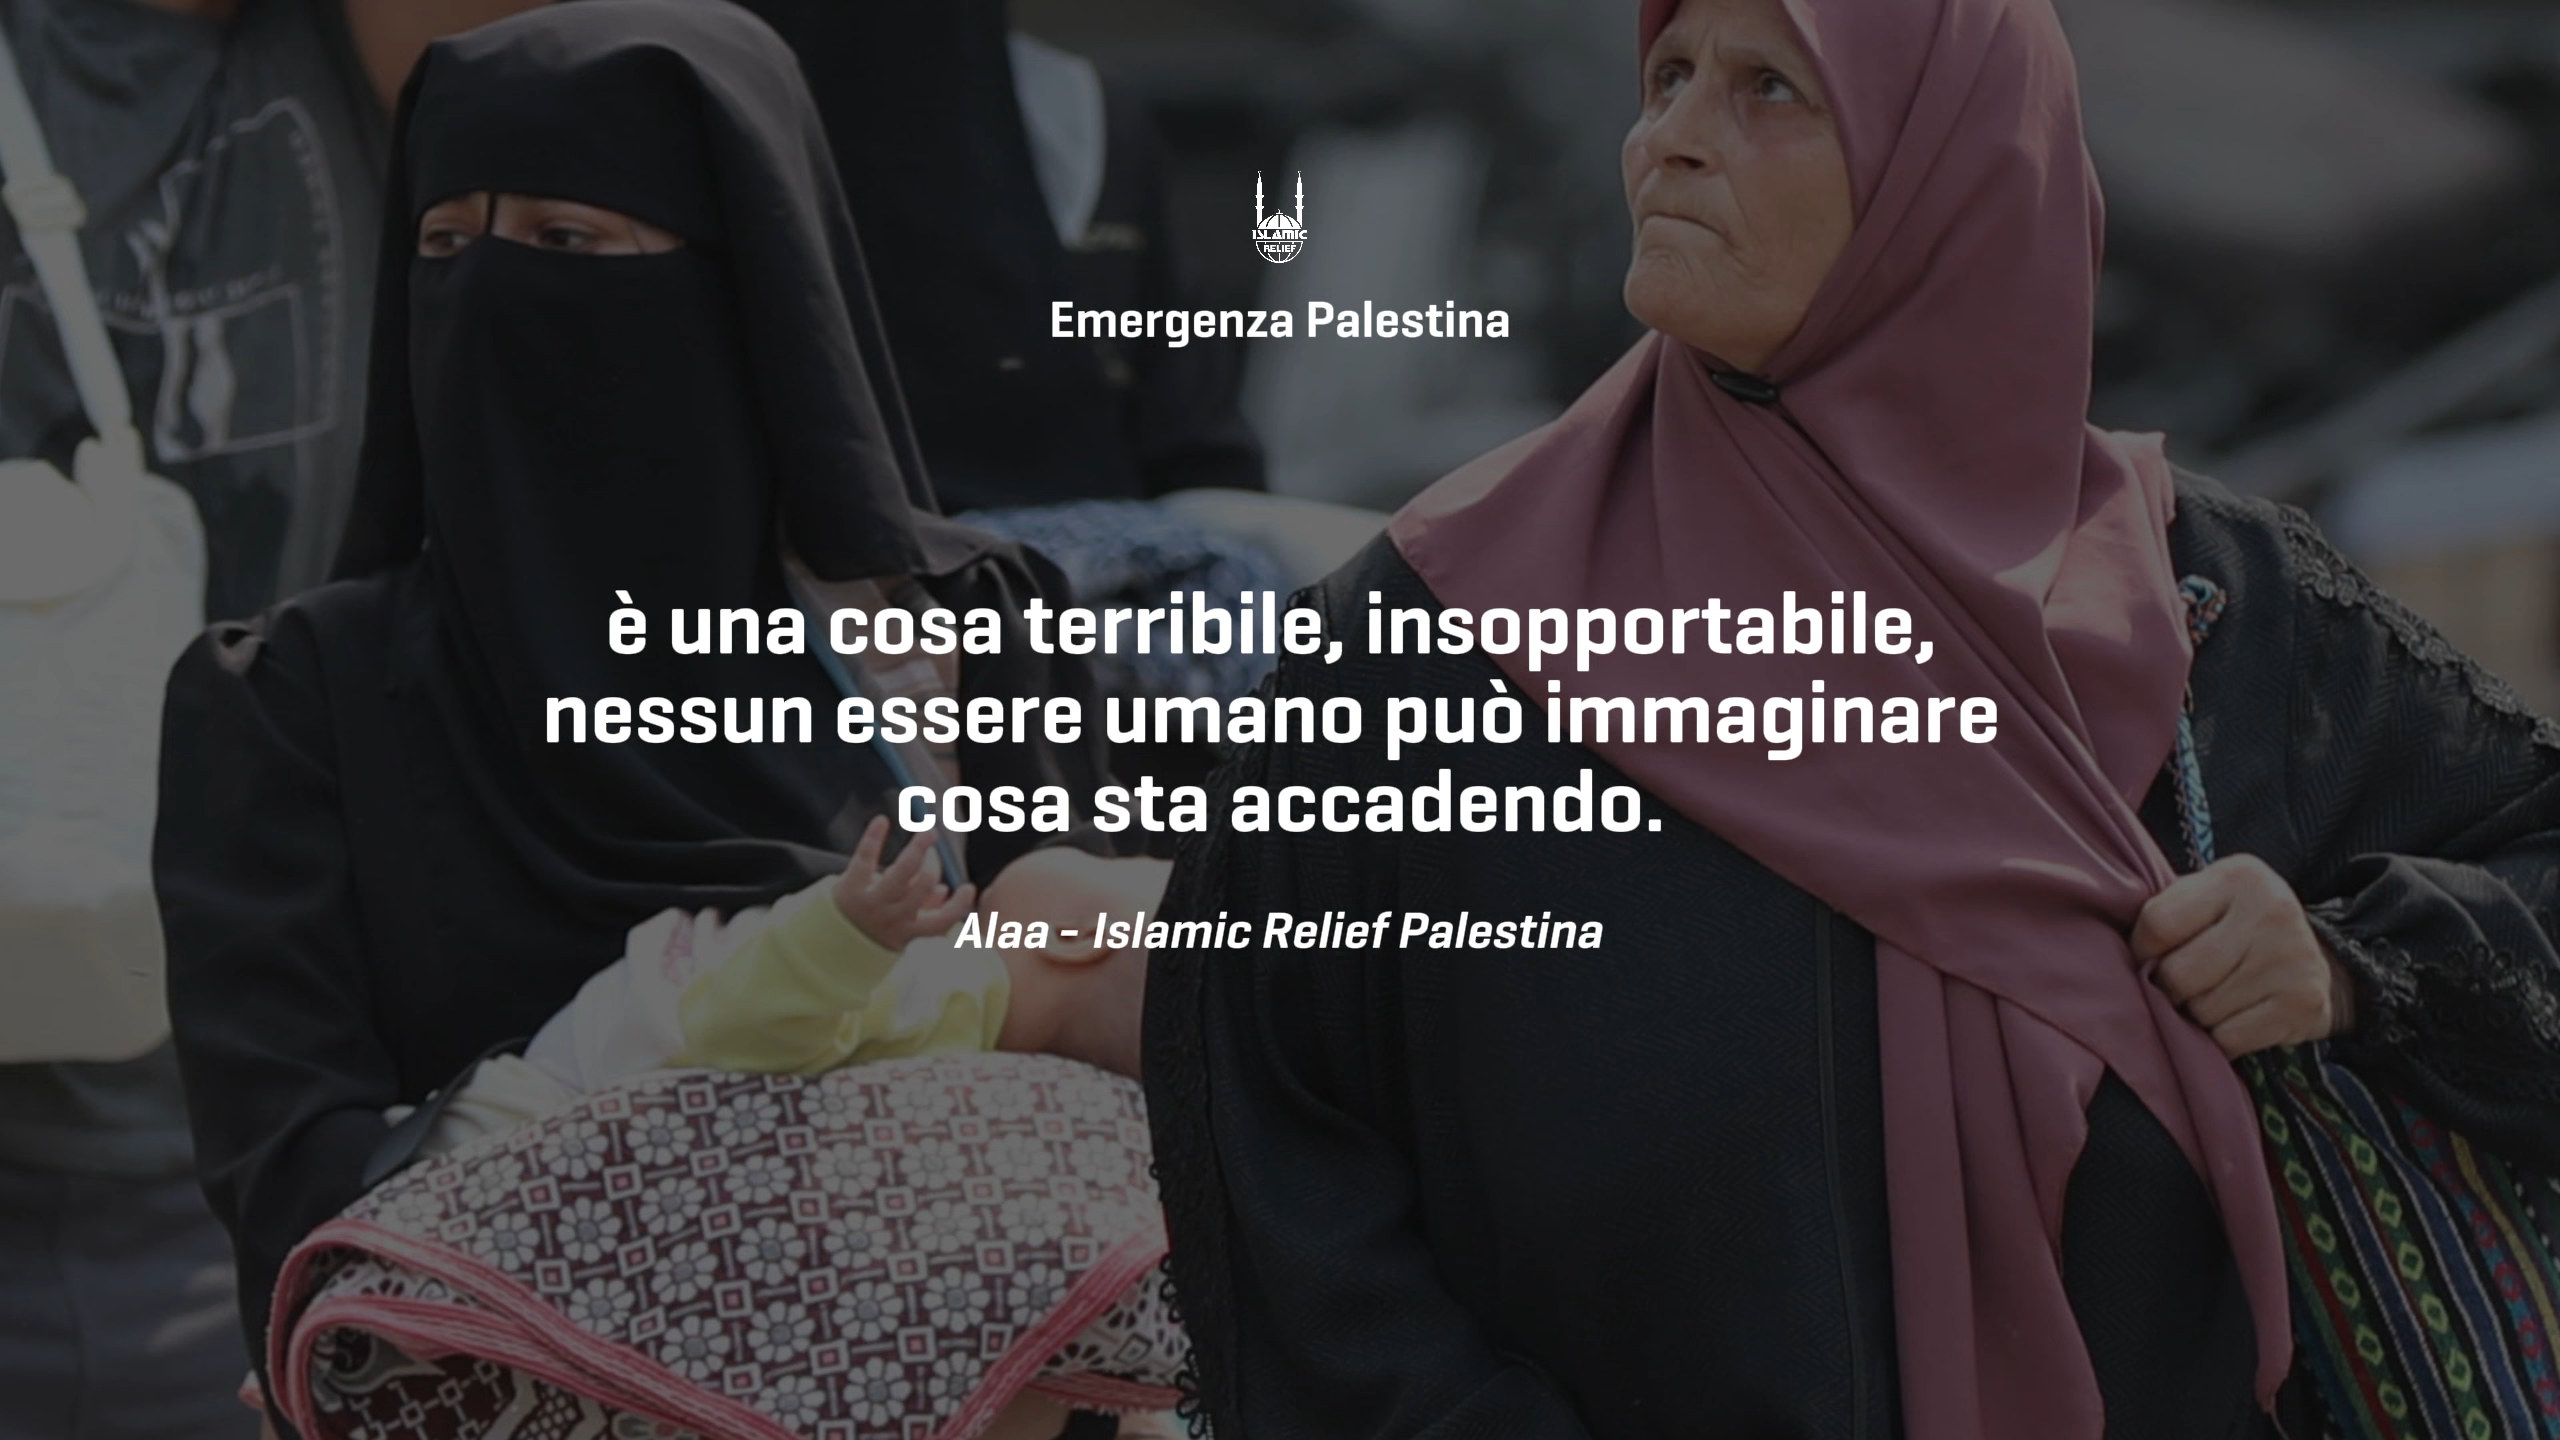 ISLAMIC
RELIEF
Emergenza Palestina
è una cosa terribile, insopportabile,
nessun essere umano può immaginare
cosa sta accadendo.
Alaa - Islamic Relief Palestina